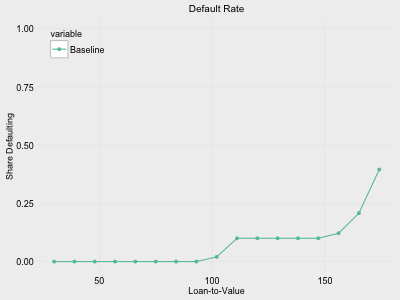 Default Rate
variable
Baseline
1.00
0.75
0.50
0.25
0.00
Share Defaulting
50
100
150
Loan-to-Value